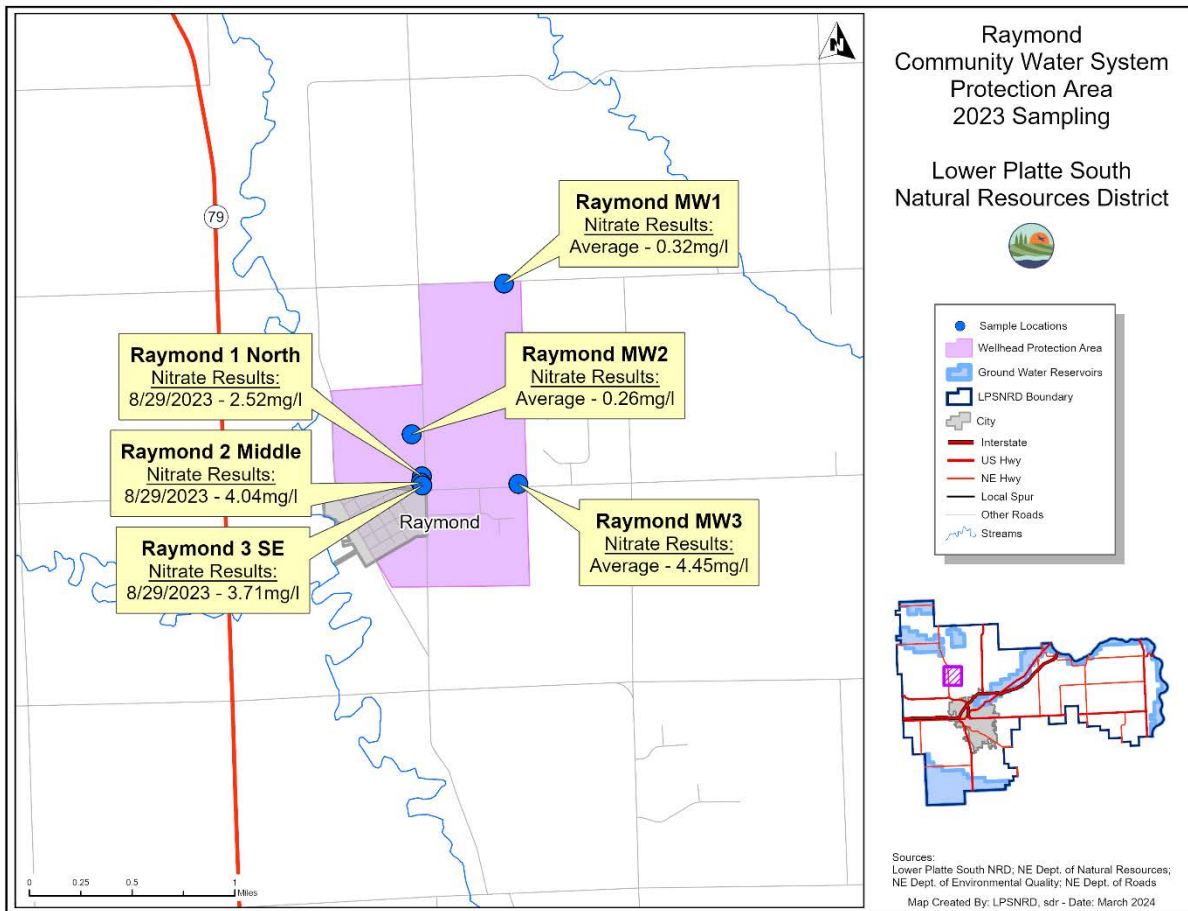 Raymond
Community Water System
Protection Area
2023 Sampling
Lower Platte South
Natural Resources District
N
79
Raymond MW1
Nitrate Results:
Average - 0.32mg/l
Raymond 1 North
Nitrate Results:
8/29/2023 - 2.52mg/l
Raymond MW2
Nitrate Results:
Average - 0.26mg/l
Raymond 2 Middle
Nitrate Results:
8/29/2023 - 4.04mg/l
Raymond
Raymond 3 SE
Nitrate Results:
8/29/2023 - 3.71mg/l
Raymond MW3
Nitrate Results:
Average - 4.45mg/l
Sample Locations
Wellhead Protection Area
Ground Water Reservoirs
LPSNRD Boundary
City
Interstate
US Hwy
NE Hwy
Local Spur
Other Roads
Streams
0 0.25 0.5 1
Miles
Sources:
Lower Platte South NRD; NE Dept. of Natural Resources;
NE Dept. of Environmental Quality; NE Dept. of Roads
Map Created By: LPSNRD, sdr - Date: March 2024